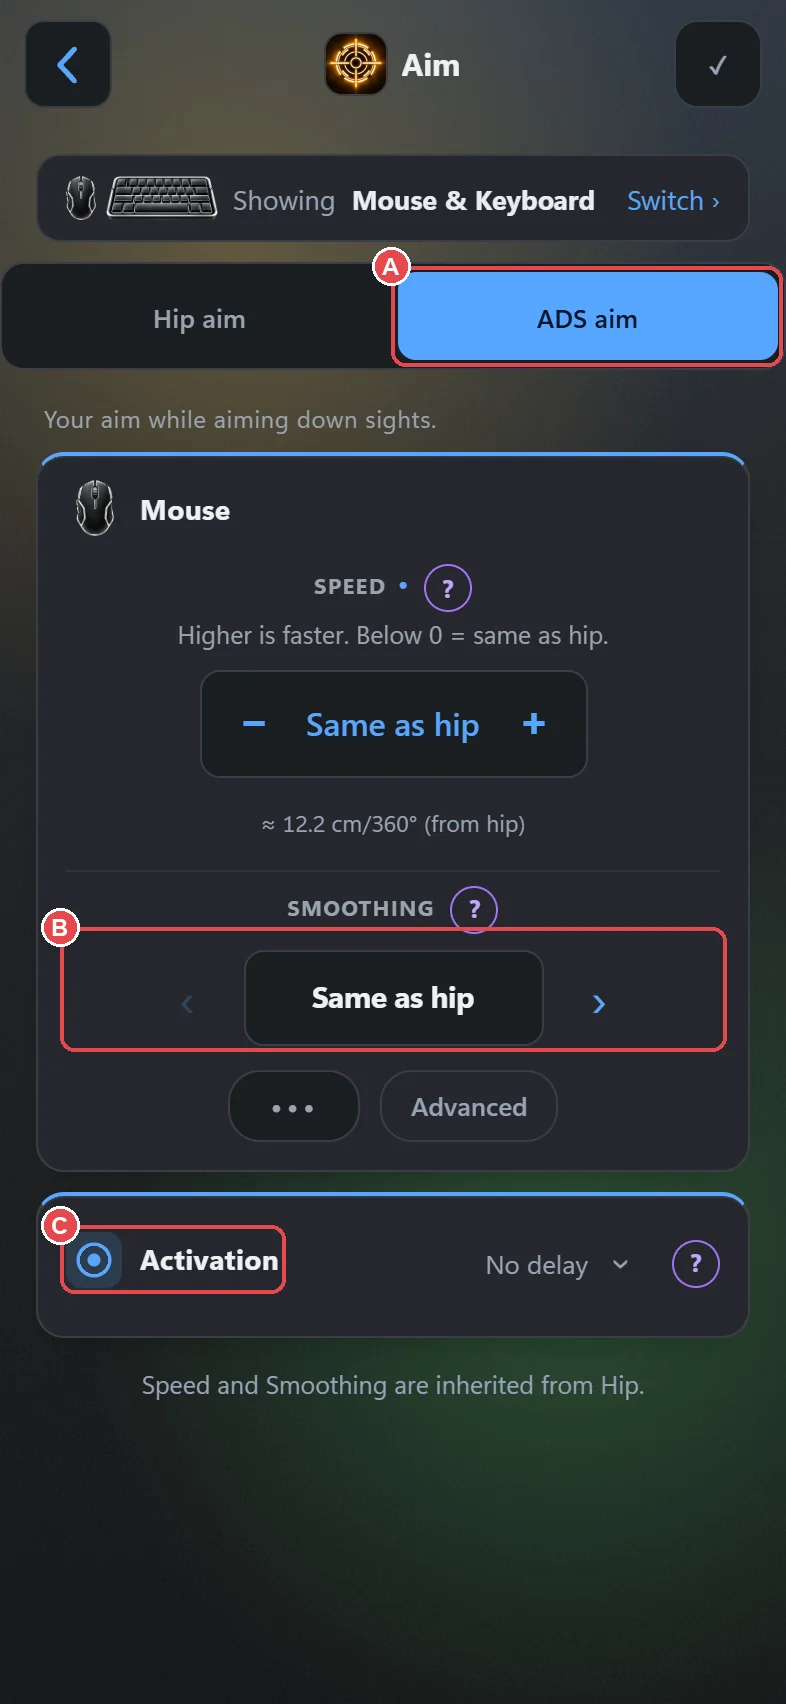 Aim
✓
Showing Mouse & Keyboard Switch ›
A
Hip aim ADS aim
Your aim while aiming down sights.
Mouse
SPEED • ?
Higher is faster. Below 0 = same as hip.
− Same as hip +
≈ 12.2 cm/360° (from hip)
SMOOTHING ?
B
‹ Same as hip ›
••• Advanced
C
Activation No delay ?
Speed and Smoothing are inherited from Hip.